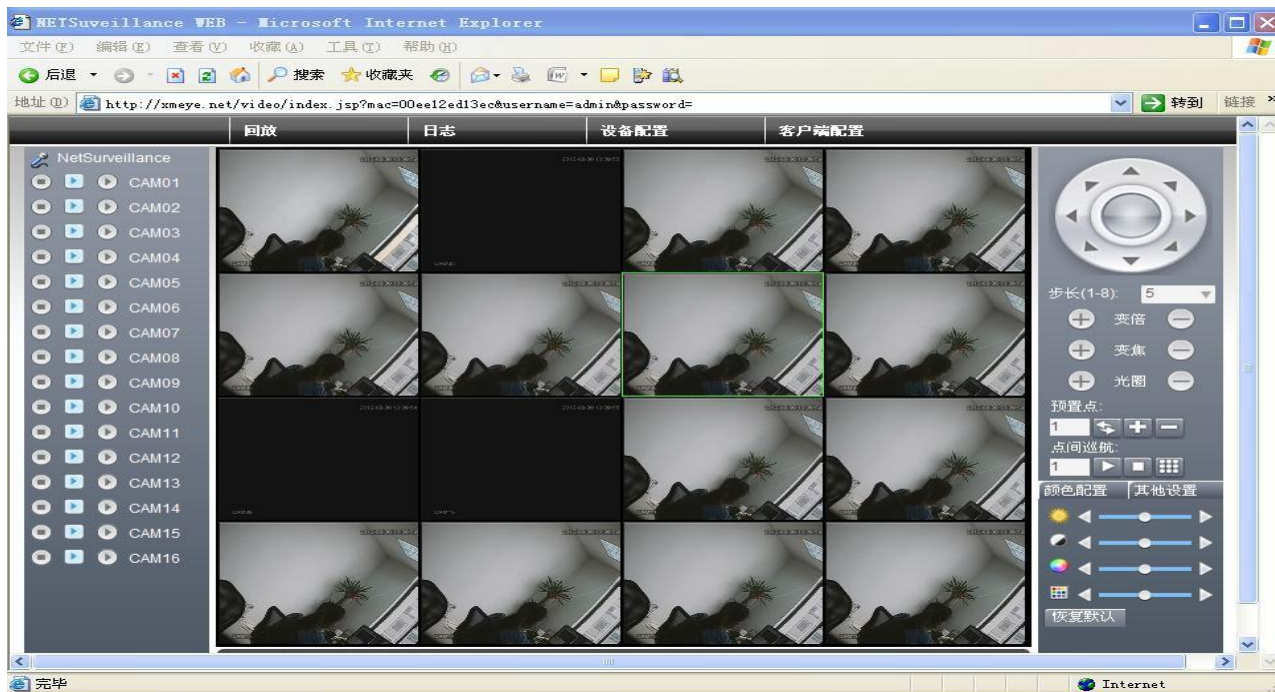 NETSuveillance WEB - Microsoft Internet Explorer
文件(F) 编辑(E) 查看(V) 收藏(A) 工具(T) 帮助(H)
后退 搜索 收藏夹
地址(D) http://xmeye.net/video/index.jsp?mac=00ee12ed13ec&username=admin&password= 转到 链接 »
回放 日志 设备配置 客户端配置
NetSurveillance
CAM01
CAM02
CAM03
CAM04
CAM05
CAM06
CAM07
CAM08
CAM09
CAM10
CAM11
CAM12
CAM13
CAM14
CAM15
CAM16
步长(1-8): 5
变倍
变焦
光圈
预置点:
1
点间巡航:
1
颜色配置 其他设置
恢复默认
完毕 Internet